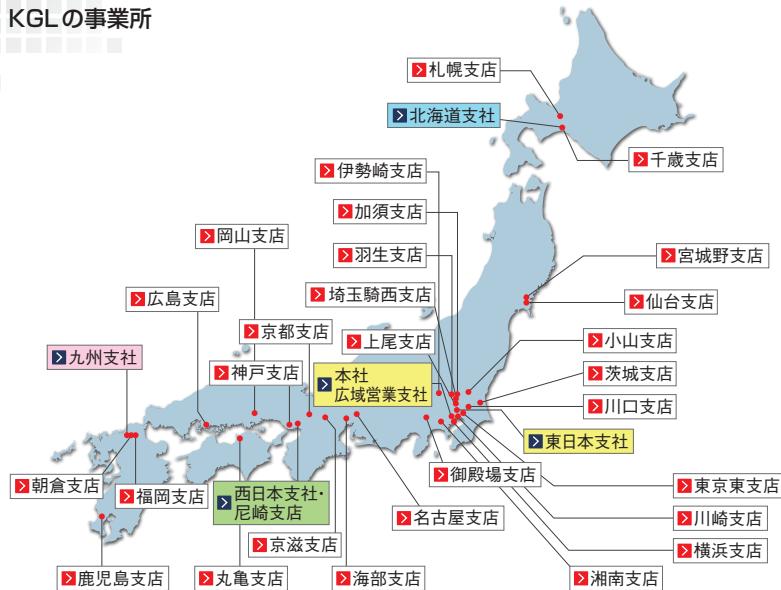 KGLの事業所
札幌支店
北海道支社
千歳支店
伊勢崎支店
加須支店
岡山支店
羽生支店
宮城野支店
広島支店
埼玉騎西支店
仙台支店
京都支店
上尾支店
小山支店
九州支社
神戸支店
本社
広域営業支社
茨城支店
川口支店
東日本支社
御殿場支店
朝倉支店
福岡支店
西日本支社・
尼崎支店
東京東支店
名古屋支店
川崎支店
京滋支店
横浜支店
鹿児島支店
丸亀支店
海部支店
湘南支店